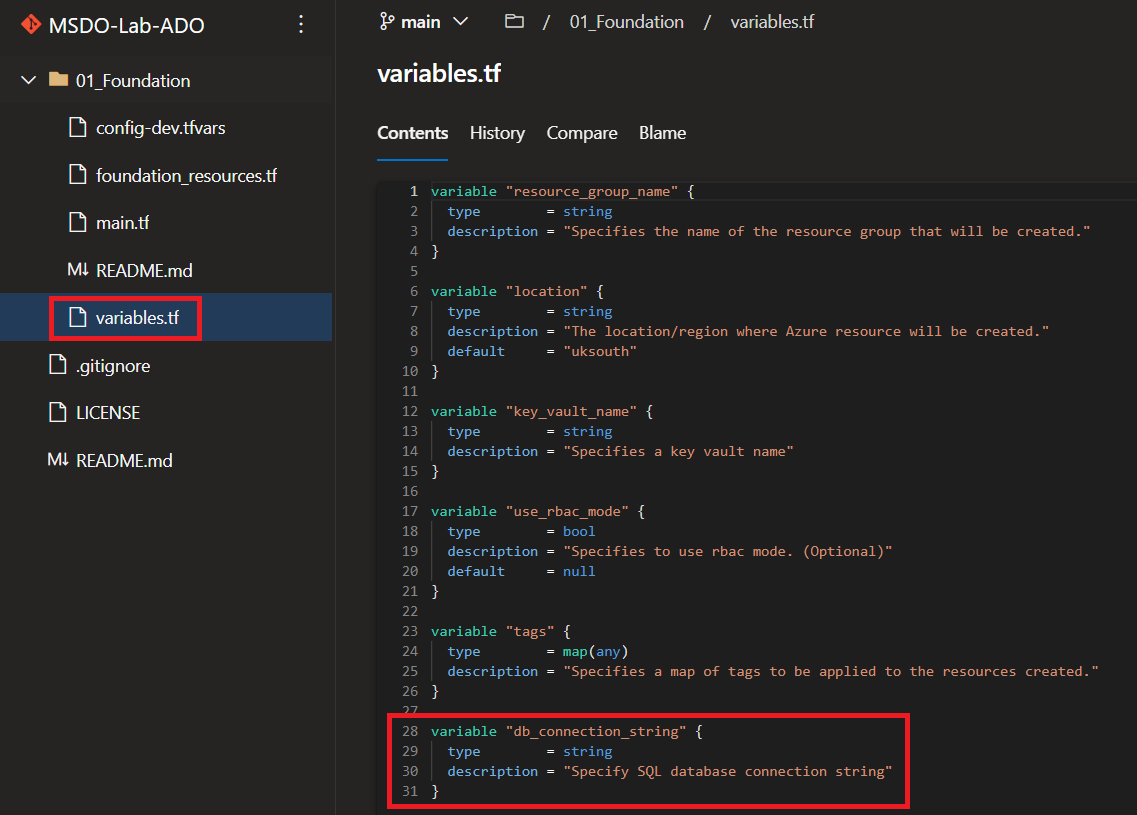 MSDO-Lab-ADO
01_Foundation
config-dev.tfvars
foundation_resources.tf
main.tf
M↓ README.md
variables.tf
.gitignore
LICENSE
M↓ README.md
main / 01_Foundation / variables.tf
variables.tf
Contents History Compare Blame
1 variable "resource_group_name" {
2 type = string
3 description = "Specifies the name of the resource group that will be created."
4 }
5
6 variable "location" {
7 type = string
8 description = "The location/region where Azure resource will be created."
9 default = "uksouth"
10 }
11
12 variable "key_vault_name" {
13 type = string
14 description = "Specifies a key vault name"
15 }
16
17 variable "use_rbac_mode" {
18 type = bool
19 description = "Specifies to use rbac mode. (Optional)"
20 default = null
21 }
22
23 variable "tags" {
24 type = map(any)
25 description = "Specifies a map of tags to be applied to the resources created."
26 }
27
28 variable "db_connection_string" {
29 type = string
30 description = "Specify SQL database connection string"
31 }